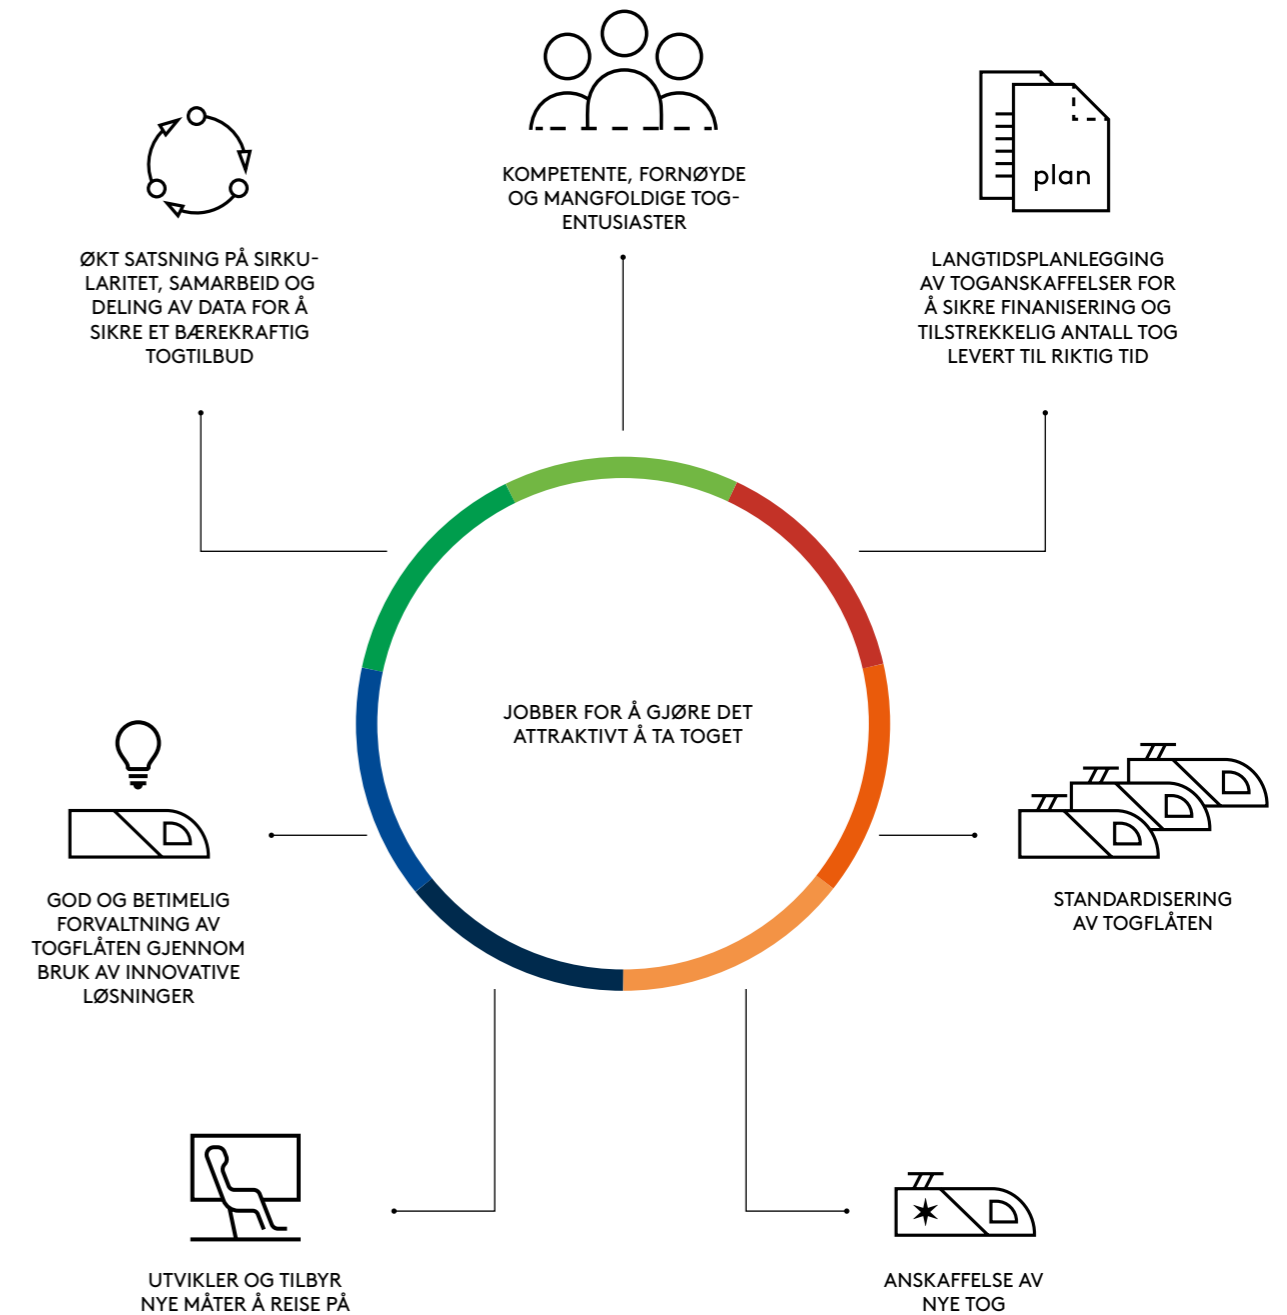 KOMPETENTE, FORNØYDE
OG MANGFOLDIGE TOG-
ENTUSIASTER
plan
LANGTIDSPLANLEGGING
AV TOGANSKAFFELSER FOR
Å SIKRE FINANISERING OG
TILSTREKKELIG ANTALL TOG
LEVERT TIL RIKTIG TID
ØKT SATSNING PÅ SIRKU-
LARITET, SAMARBEID OG
DELING AV DATA FOR Å
SIKRE ET BÆREKRAFTIG
TOGTILBUD
JOBBER FOR Å GJØRE DET
ATTRAKTIVT Å TA TOGET
STANDARDISERING
AV TOGFLÅTEN
GOD OG BETIMELIG
FORVALTNING AV
TOGFLÅTEN GJENNOM
BRUK AV INNOVATIVE
LØSNINGER
UTVIKLER OG TILBYR
NYE MÅTER Å REISE PÅ
ANSKAFFELSE AV
NYE TOG